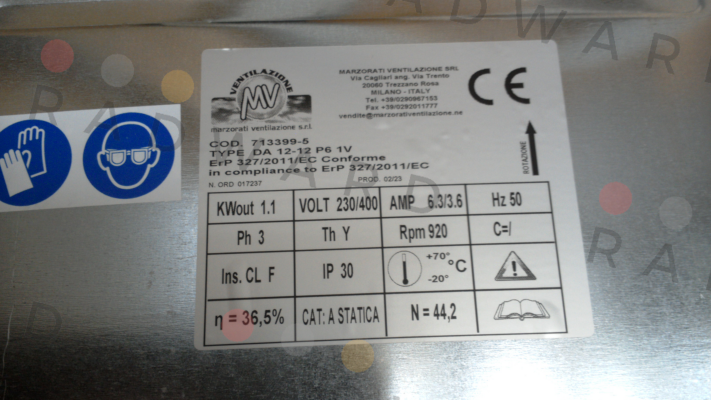 VENTILAZIONE
MV
marzorati ventilazione s.r.l
MARZORATI VENTILAZIONE SRL
Via Cagliari ang. Via Trento
20060 Trezzano Rosa
MILANO - ITALY
Tel. +39/0290967153
Fax +39/0292011777
vendite@marzorativentilazione.ne
CE
COD. 713399-5
TYPE DA 12-12 P6 1V
ErP 327/2011/EC Conforme
in compliance to ErP 327/2011/EC
N. ORD 017237 PROD. 02/23
ROTAZIONE
KWout 1.1 VOLT 230/400 AMP 6.3/3.6 Hz 50
Ph 3 Th Y Rpm 920 C=/
Ins. CL F IP 30 +70° -20° °C
η = 36,5% CAT: A STATICA N = 44,2
RADWARK
RADWARK